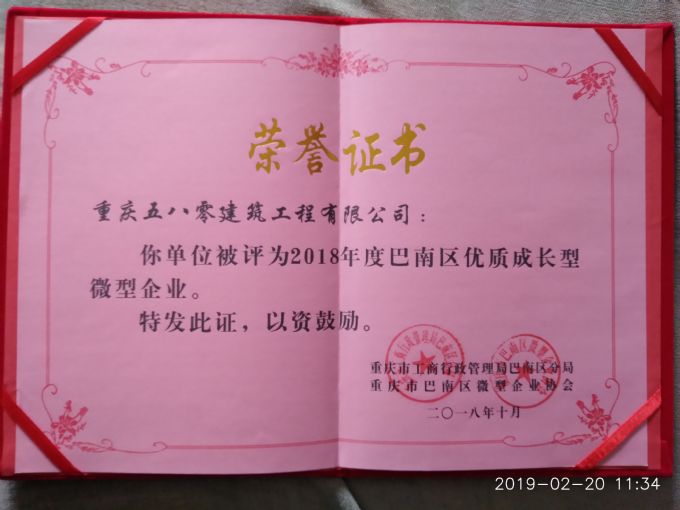 荣誉证书
重庆五八零建筑工程有限公司：
你单位被评为2018年度巴南区优质成长型
微型企业。
特发此证，以资鼓励。
重庆市工商行政管理局巴南区分局
重庆市巴南区微型企业协会
二〇一八年十月
2019-02-20 11:34